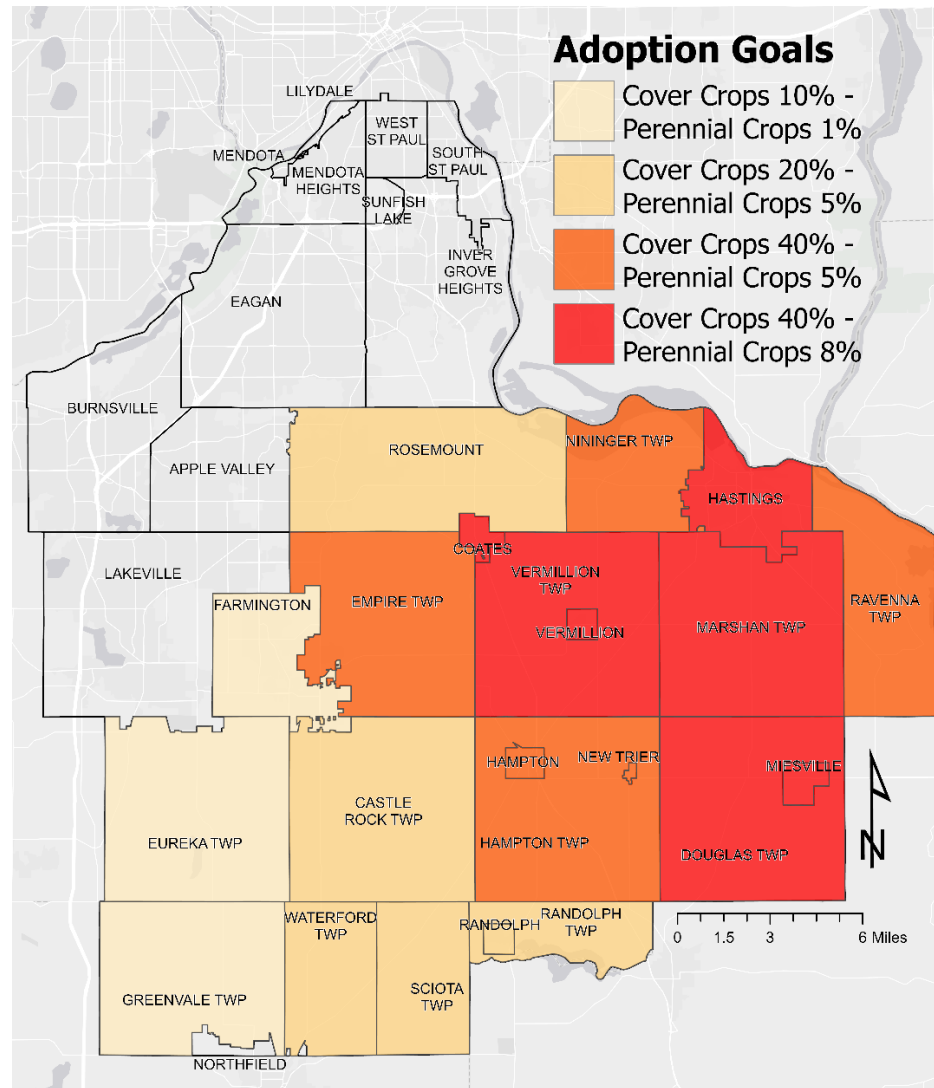 Adoption Goals
Cover Crops 10% -
Perennial Crops 1%
Cover Crops 20% -
Perennial Crops 5%
Cover Crops 40% -
Perennial Crops 5%
Cover Crops 40% -
Perennial Crops 8%
LILYDALE
WEST
ST PAUL
SOUTH
ST PAUL
MENDOTA
MENDOTA
HEIGHTS
SUNFISH
LAKE
INVER
GROVE
HEIGHTS
EAGAN
BURNSVILLE
APPLE VALLEY
ROSEMOUNT
NININGER TWP
HASTINGS
COATES
LAKEVILLE
FARMINGTON
EMPIRE TWP
VERMILLION
TWP
VERMILLION
MARSHAN TWP
RAVENNA
TWP
HAMPTON
NEW TRIER
MIESVILLE
CASTLE
ROCK TWP
EUREKA TWP
HAMPTON TWP
DOUGLAS TWP
N
WATERFORD
TWP
RANDOLPH
RANDOLPH
TWP
0 1.5 3 6 Miles
GREENVALE TWP
SCIOTA
TWP
NORTHFIELD